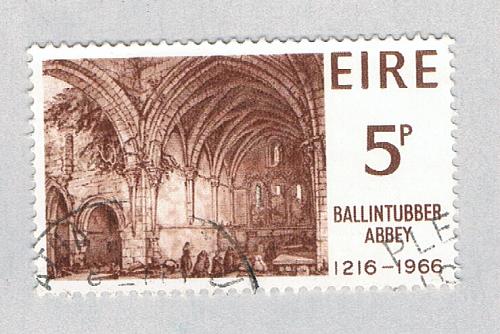 EIRE
5P
BALLINTUBBER
ABBEY
1216-1966